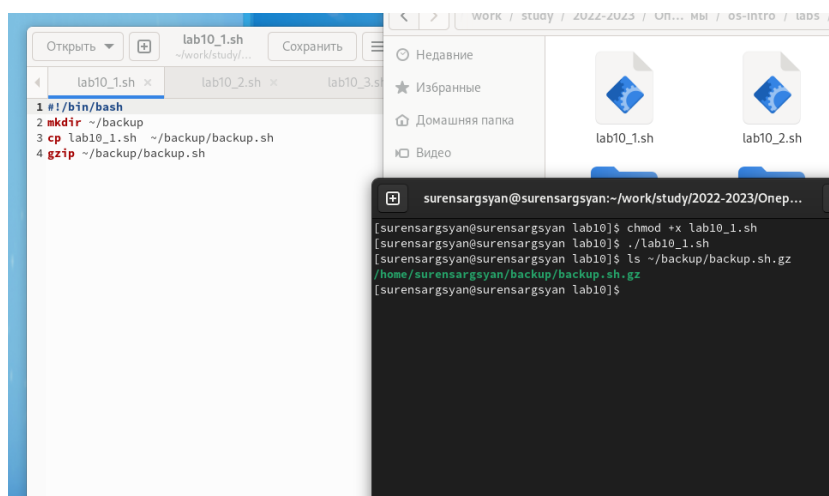 Открыть
lab10_1.sh
~/work/study/...
Сохранить
lab10_1.sh ×
lab10_2.sh ×
lab10_3.s
1 #!/bin/bash
2 mkdir ~/backup
3 cp lab10_1.sh  ~/backup/backup.sh
4 gzip ~/backup/backup.sh
work / study / 2022-2023 / Оп... мы / os-intro / labs /
Недавние
Избранные
Домашняя папка
Видео
lab10_1.sh
lab10_2.sh
surensargsyan@surensargsyan:~/work/study/2022-2023/Опер...
[surensargsyan@surensargsyan lab10]$ chmod +x lab10_1.sh
[surensargsyan@surensargsyan lab10]$ ./lab10_1.sh
[surensargsyan@surensargsyan lab10]$ ls ~/backup/backup.sh.gz
/home/surensargsyan/backup/backup.sh.gz
[surensargsyan@surensargsyan lab10]$